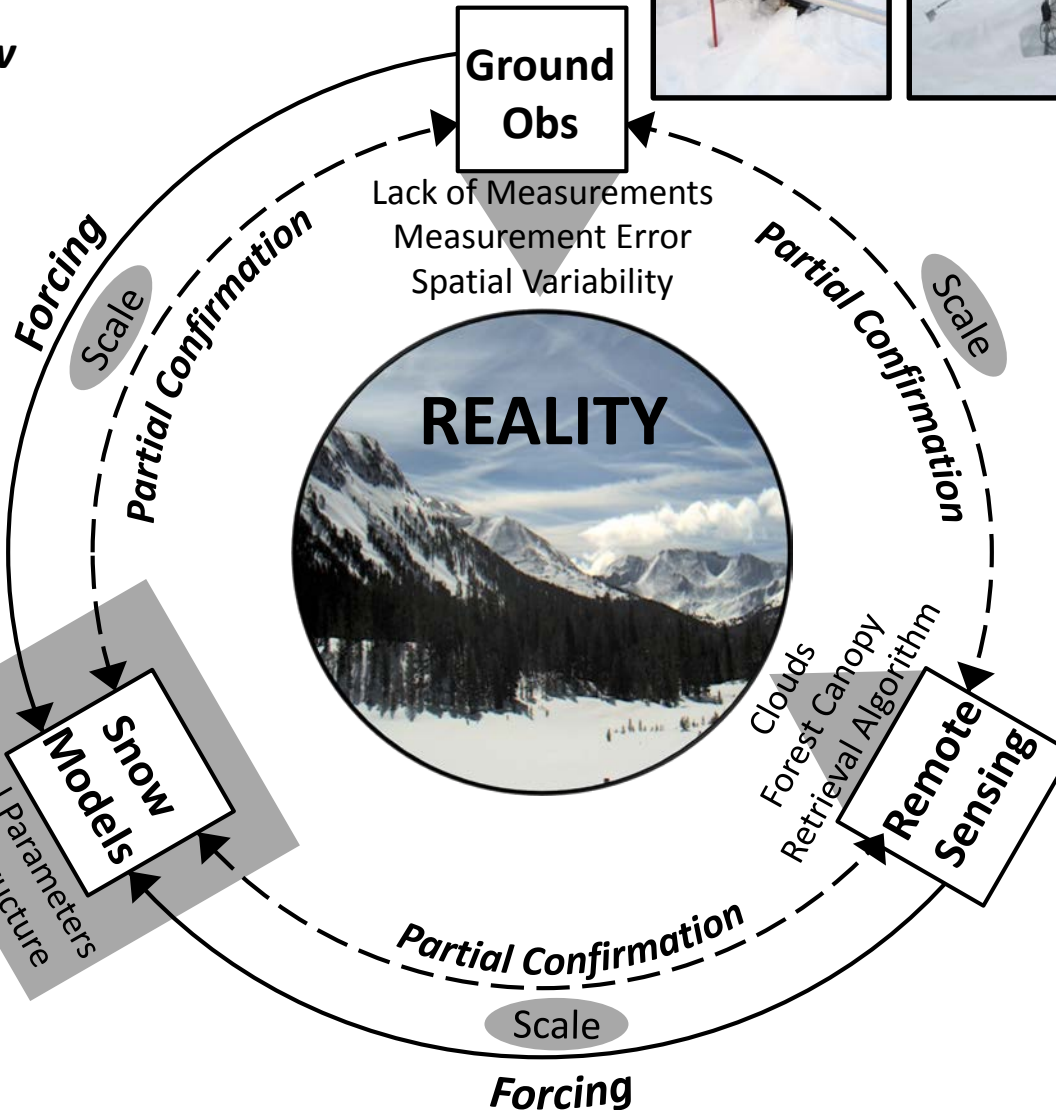 Ground
Obs
Lack of Measurements
Measurement Error
Spatial Variability
Forcing
Scale
Partial Confirmation
Partial Confirmation
Scale
REALITY
Clouds
Forest Canopy
Retrieval Algorithm
Remote
Sensing
Snow
Models
Parameters
Partial Confirmation
Scale
Forcing